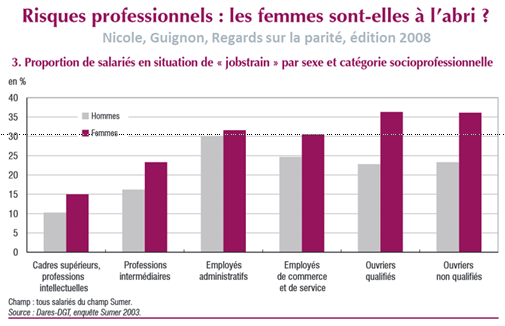 Risques professionnels : les femmes sont-elles à l'abri ?
Nicole, Guignon, Regards sur la parité, édition 2008
3. Proportion de salariés en situation de « jobstrain » par sexe et catégorie socioprofessionnelle
en %
40
35
30
25
20
15
10
5
0
Hommes
Femmes
Cadres supérieurs,
professions
intellectuelles
Professions
intermédiaires
Employés
administratifs
Employés
de commerce
et de service
Ouvriers
qualifiés
Ouvriers
non qualifiés
Champ : tous salariés du champ Sumer.
Source : Dares-DGT, enquête Sumer 2003.